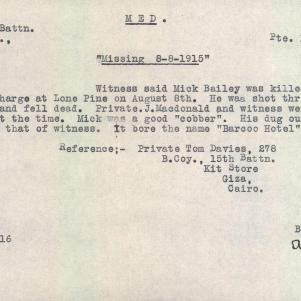 M E D .
Battn.
Pte.
"Missing 8-8-1915"
Witness said Mick Bailey was kille
harge at Lone Pine on August 8th. He was shot thr
and fell dead. Private.J.Macdonald and witness wer
t the time. Mick was a good "cobber". His dug ou
that of witness. It bore the name "Barcoo Hotel"
Reference;- Private Tom Davies, 278
B.Coy., 15th Battn.
Kit Store
Giza,
Cairo.
16
B